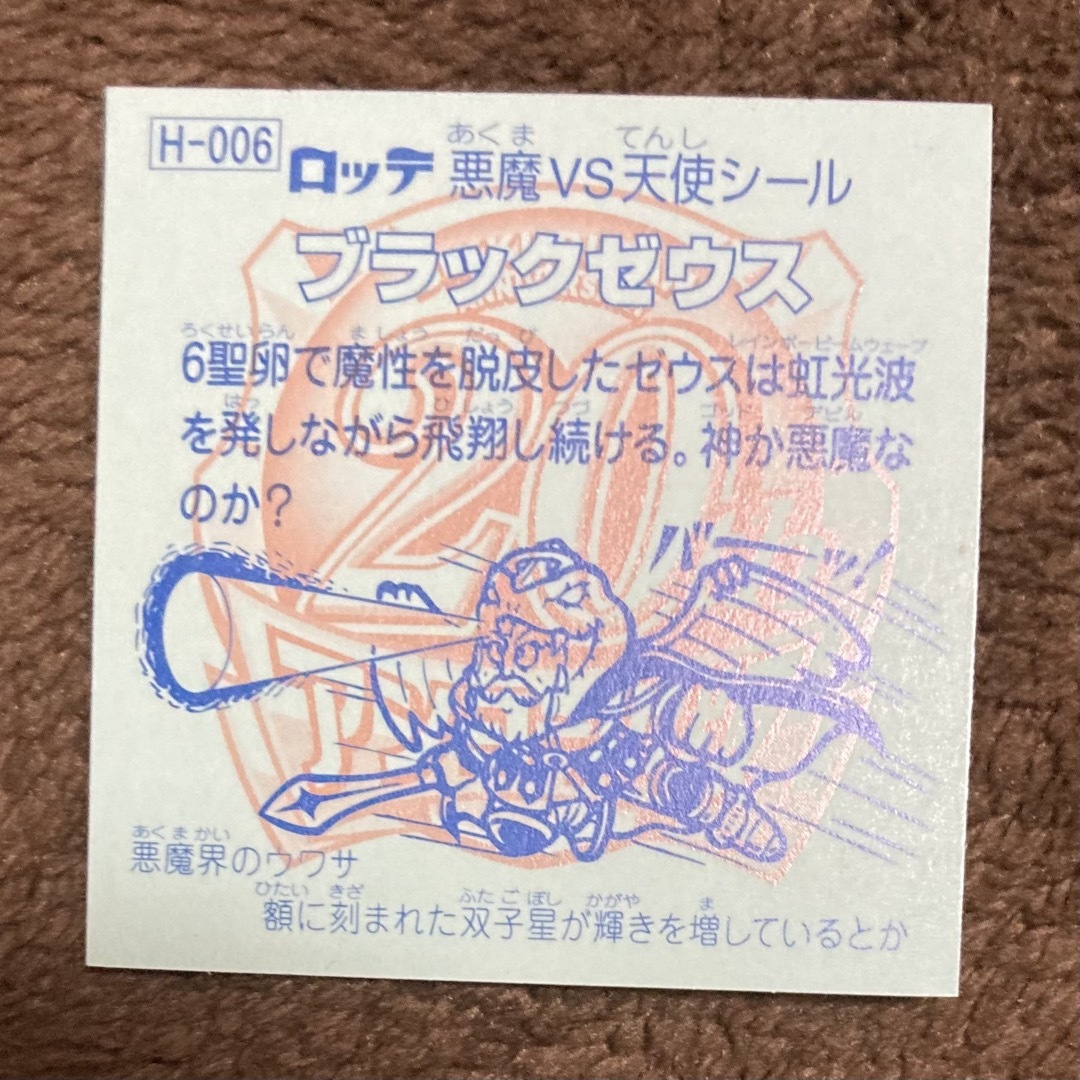 H-006
ロッテ 悪魔VS天使シール
あくま てんし
ブラックゼウス
ろくせいらん ましょう だっぴ レインボービームウェーブ
6聖卵で魔性を脱皮したゼウスは虹光波
はっ ひしょう つづ ゴッド デビル
を発しながら飛翔し続ける。神か悪魔な
のか?
バーッ!
20th
あくまかい
悪魔界のウワサ
ひたい きざ ふたごぼし かがや ま
額に刻まれた双子星が輝きを増しているとか